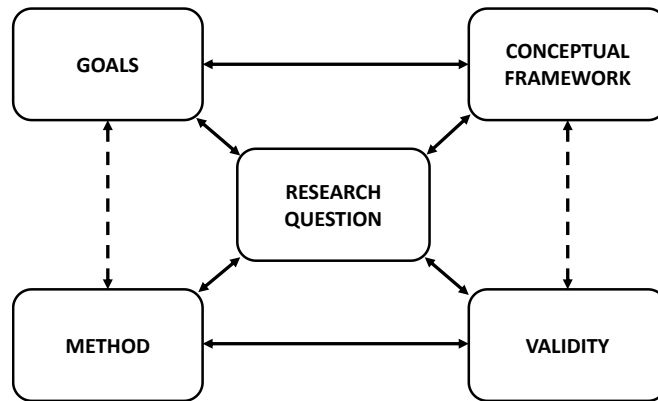 GOALS
CONCEPTUAL
FRAMEWORK
RESEARCH
QUESTION
METHOD
VALIDITY